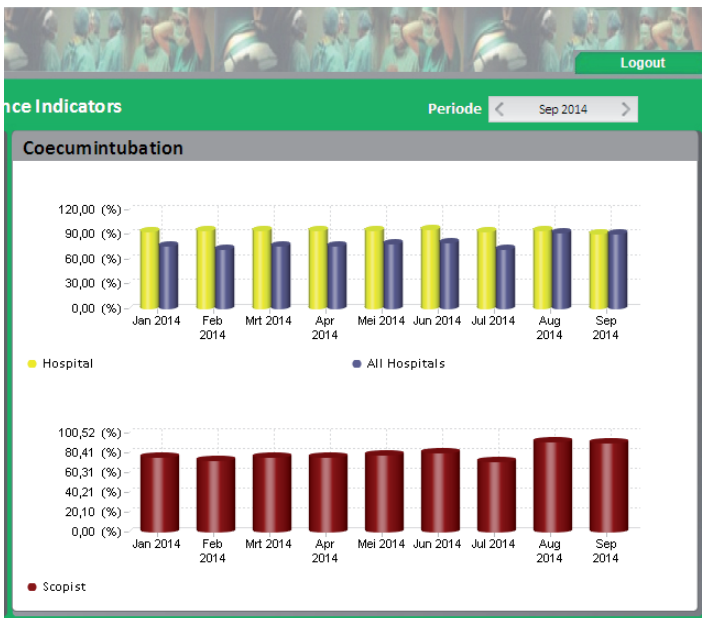 Logout
nce Indicators
Periode < Sep 2014 >
Coecumintubation
120,00 (%)
90,00 (%)
60,00 (%)
30,00 (%)
0,00 (%)
Jan 2014 Feb 2014 Mrt 2014 Apr 2014 Mei 2014 Jun 2014 Jul 2014 Aug 2014 Sep 2014
Hospital All Hospitals
100,52 (%)
80,41 (%)
60,31 (%)
40,21 (%)
20,10 (%)
0,00 (%)
Jan 2014 Feb 2014 Mrt 2014 Apr 2014 Mei 2014 Jun 2014 Jul 2014 Aug 2014 Sep 2014
Scopist